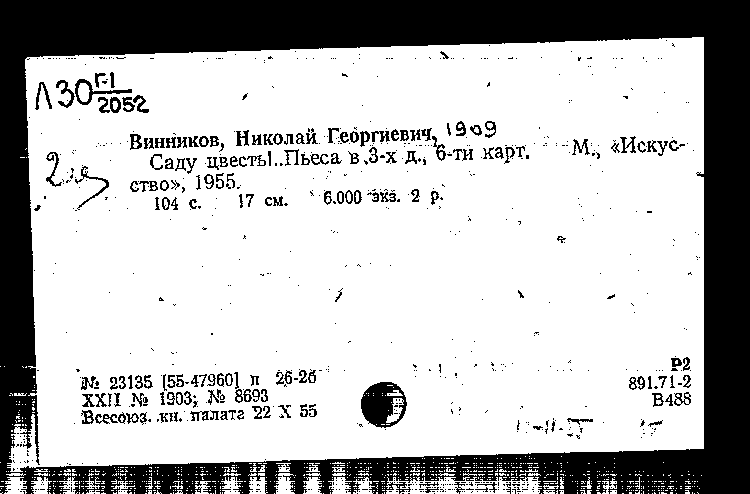 Л30 Г-1/2052
Винников, Николай Георгиевич, 1909
Саду цвесть!..Пьеса в 3-х д., 6-ти карт. М., «Искус-
ство», 1955.
104 с. 17 см. 6.000 экз. 2 р.
№ 23135 [55-47960] п 26-26
XXII № 1903; № 8693
Всесоюз. кн. палата 22 X 55
Р2
891.71-2
В488